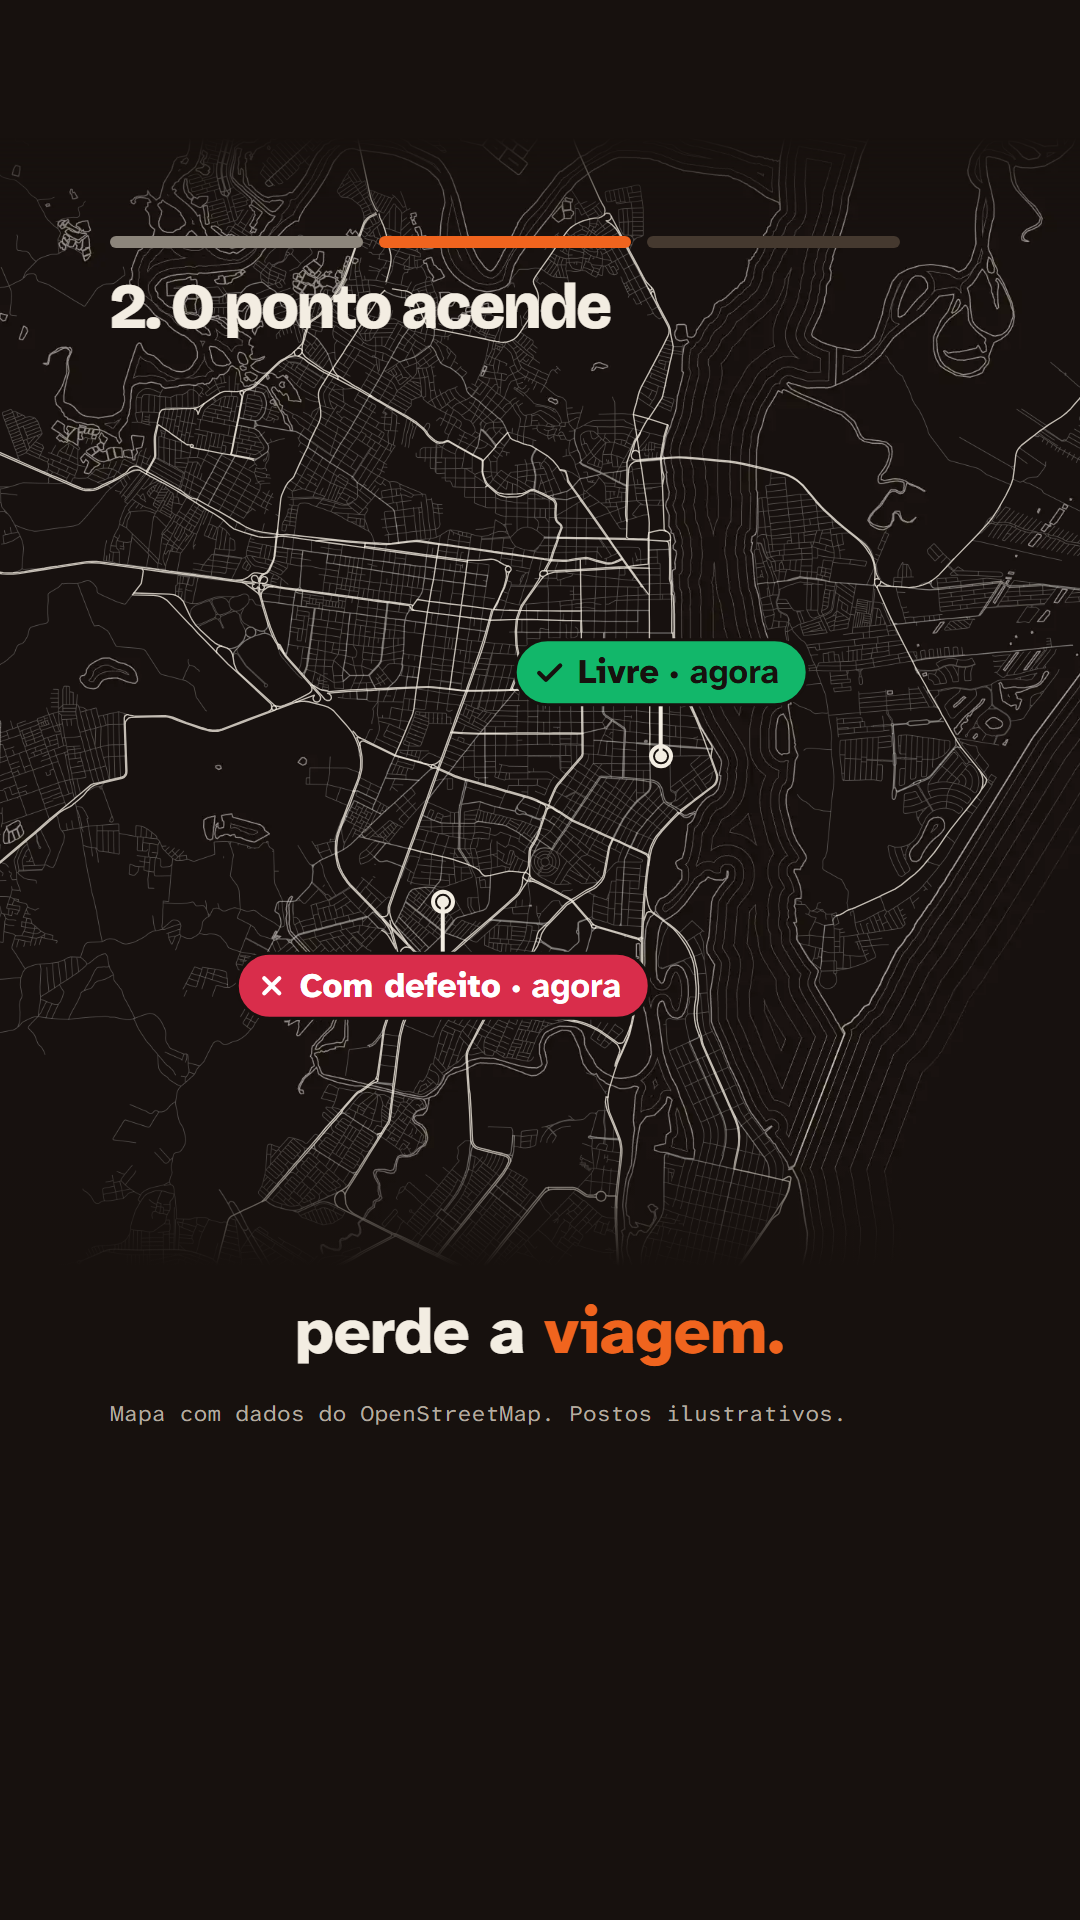 2. O ponto acende
Livre · agora
Com defeito · agora
perde a viagem.
Mapa com dados do OpenStreetMap. Postos ilustrativos.